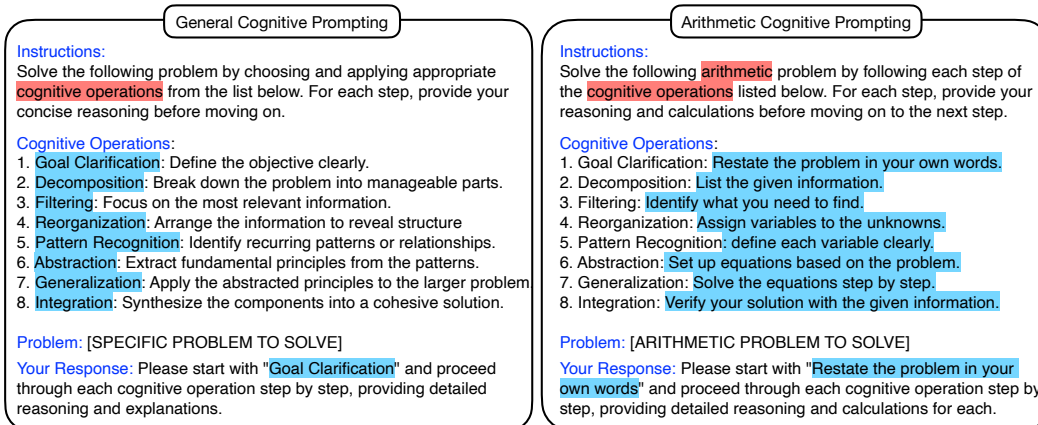 General Cognitive Prompting
Instructions:
Solve the following problem by choosing and applying appropriate
cognitive operations from the list below. For each step, provide your
concise reasoning before moving on.
Cognitive Operations:
1. Goal Clarification: Define the objective clearly.
2. Decomposition: Break down the problem into manageable parts.
3. Filtering: Focus on the most relevant information.
4. Reorganization: Arrange the information to reveal structure
5. Pattern Recognition: Identify recurring patterns or relationships.
6. Abstraction: Extract fundamental principles from the patterns.
7. Generalization: Apply the abstracted principles to the larger problem
8. Integration: Synthesize the components into a cohesive solution.
Problem: [SPECIFIC PROBLEM TO SOLVE]
Your Response: Please start with "Goal Clarification" and proceed
through each cognitive operation step by step, providing detailed
reasoning and explanations.
Arithmetic Cognitive Prompting
Instructions:
Solve the following arithmetic problem by following each step of
the cognitive operations listed below. For each step, provide your
reasoning and calculations before moving on to the next step.
Cognitive Operations:
1. Goal Clarification: Restate the problem in your own words.
2. Decomposition: List the given information.
3. Filtering: Identify what you need to find.
4. Reorganization: Assign variables to the unknowns.
5. Pattern Recognition: define each variable clearly.
6. Abstraction: Set up equations based on the problem.
7. Generalization: Solve the equations step by step.
8. Integration: Verify your solution with the given information.
Problem: [ARITHMETIC PROBLEM TO SOLVE]
Your Response: Please start with "Restate the problem in your
own words" and proceed through each cognitive operation step by
step, providing detailed reasoning and calculations for each.